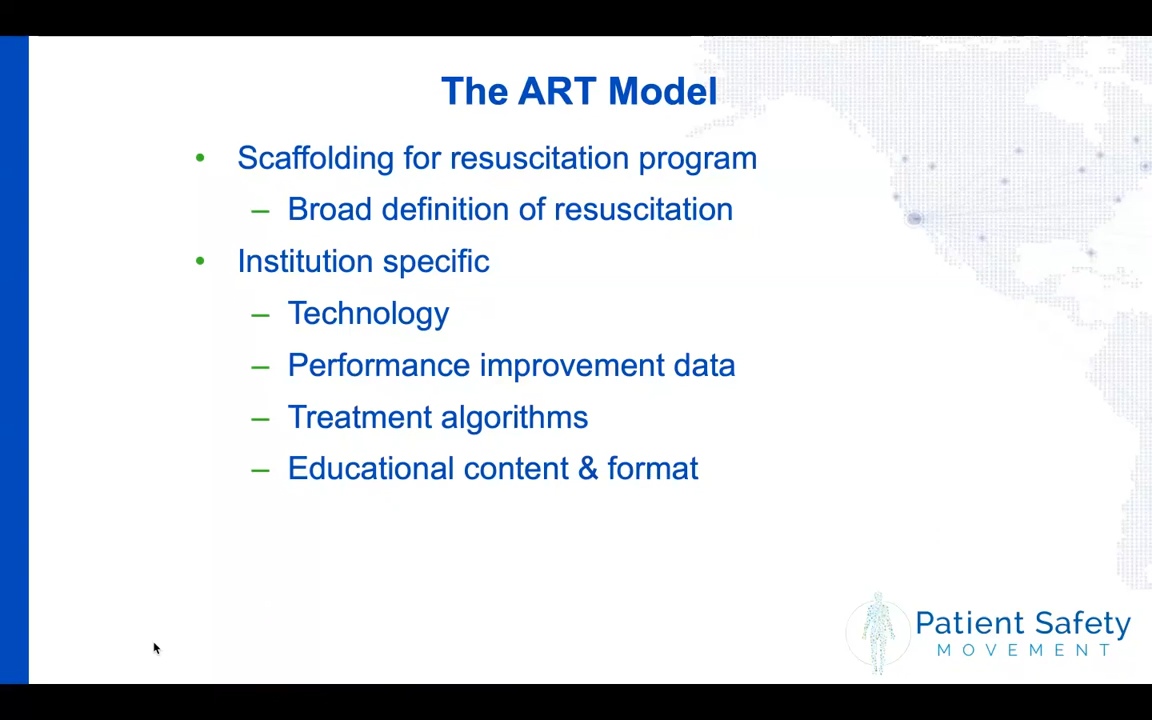 The ART Model
• Scaffolding for resuscitation program
– Broad definition of resuscitation
• Institution specific
– Technology
– Performance improvement data
– Treatment algorithms
– Educational content & format
Patient Safety
MOVEMENT